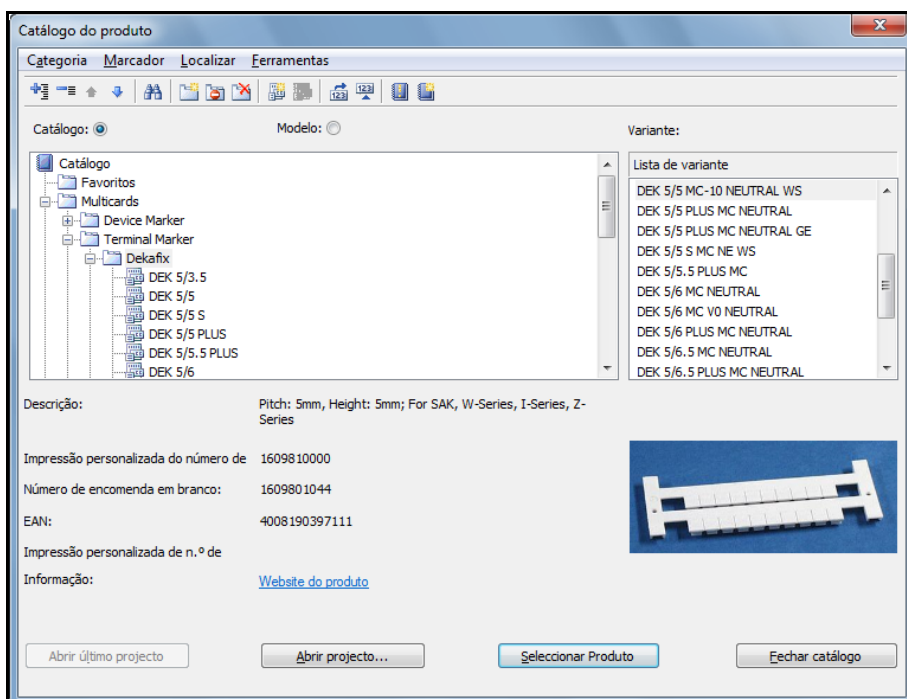 Catálogo do produto
Categoria Marcador Localizar Ferramentas
Catálogo: Modelo: Variante:
Catálogo
Favoritos
Multicards
Device Marker
Terminal Marker
Dekafix
DEK 5/3.5
DEK 5/5
DEK 5/5 S
DEK 5/5 PLUS
DEK 5/5.5 PLUS
DEK 5/6
Lista de variante
DEK 5/5 MC-10 NEUTRAL WS
DEK 5/5 PLUS MC NEUTRAL
DEK 5/5 PLUS MC NEUTRAL GE
DEK 5/5 S MC NE WS
DEK 5/5.5 PLUS MC
DEK 5/6 MC NEUTRAL
DEK 5/6 MC V0 NEUTRAL
DEK 5/6 PLUS MC NEUTRAL
DEK 5/6.5 MC NEUTRAL
DEK 5/6.5 PLUS MC NEUTRAL
Descrição: Pitch: 5mm, Height: 5mm; For SAK, W-Series, I-Series, Z-
Series
Impressão personalizada do número de 1609810000
Número de encomenda em branco: 1609801044
EAN: 4008190397111
Impressão personalizada de n.º de
Informação: Website do produto
Abrir último projecto Abrir projecto... Seleccionar Produto Fechar catálogo